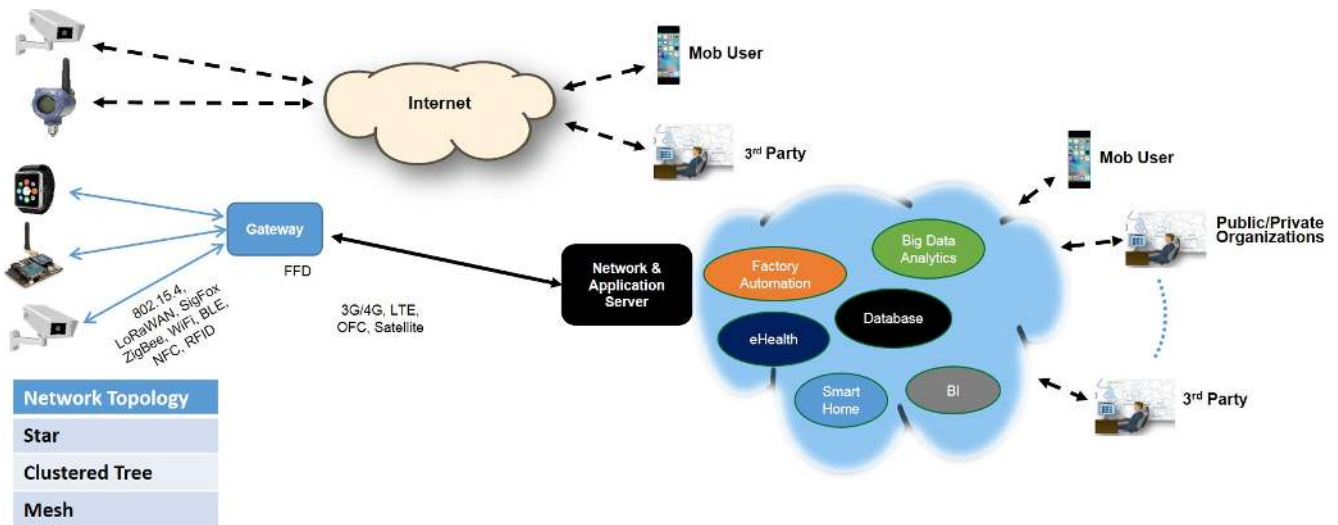 Internet
Mob User
3rd Party
Gateway
FFD
802.15.4,
LoRaWAN, SigFox
ZigBee, WiFi, BLE,
NFC, RFID
3G/4G, LTE,
OFC, Satellite
Network &
Application
Server
Factory
Automation
Big Data
Analytics
Database
eHealth
Smart
Home
BI
Mob User
Public/Private
Organizations
3rd Party
Network Topology
Star
Clustered Tree
Mesh